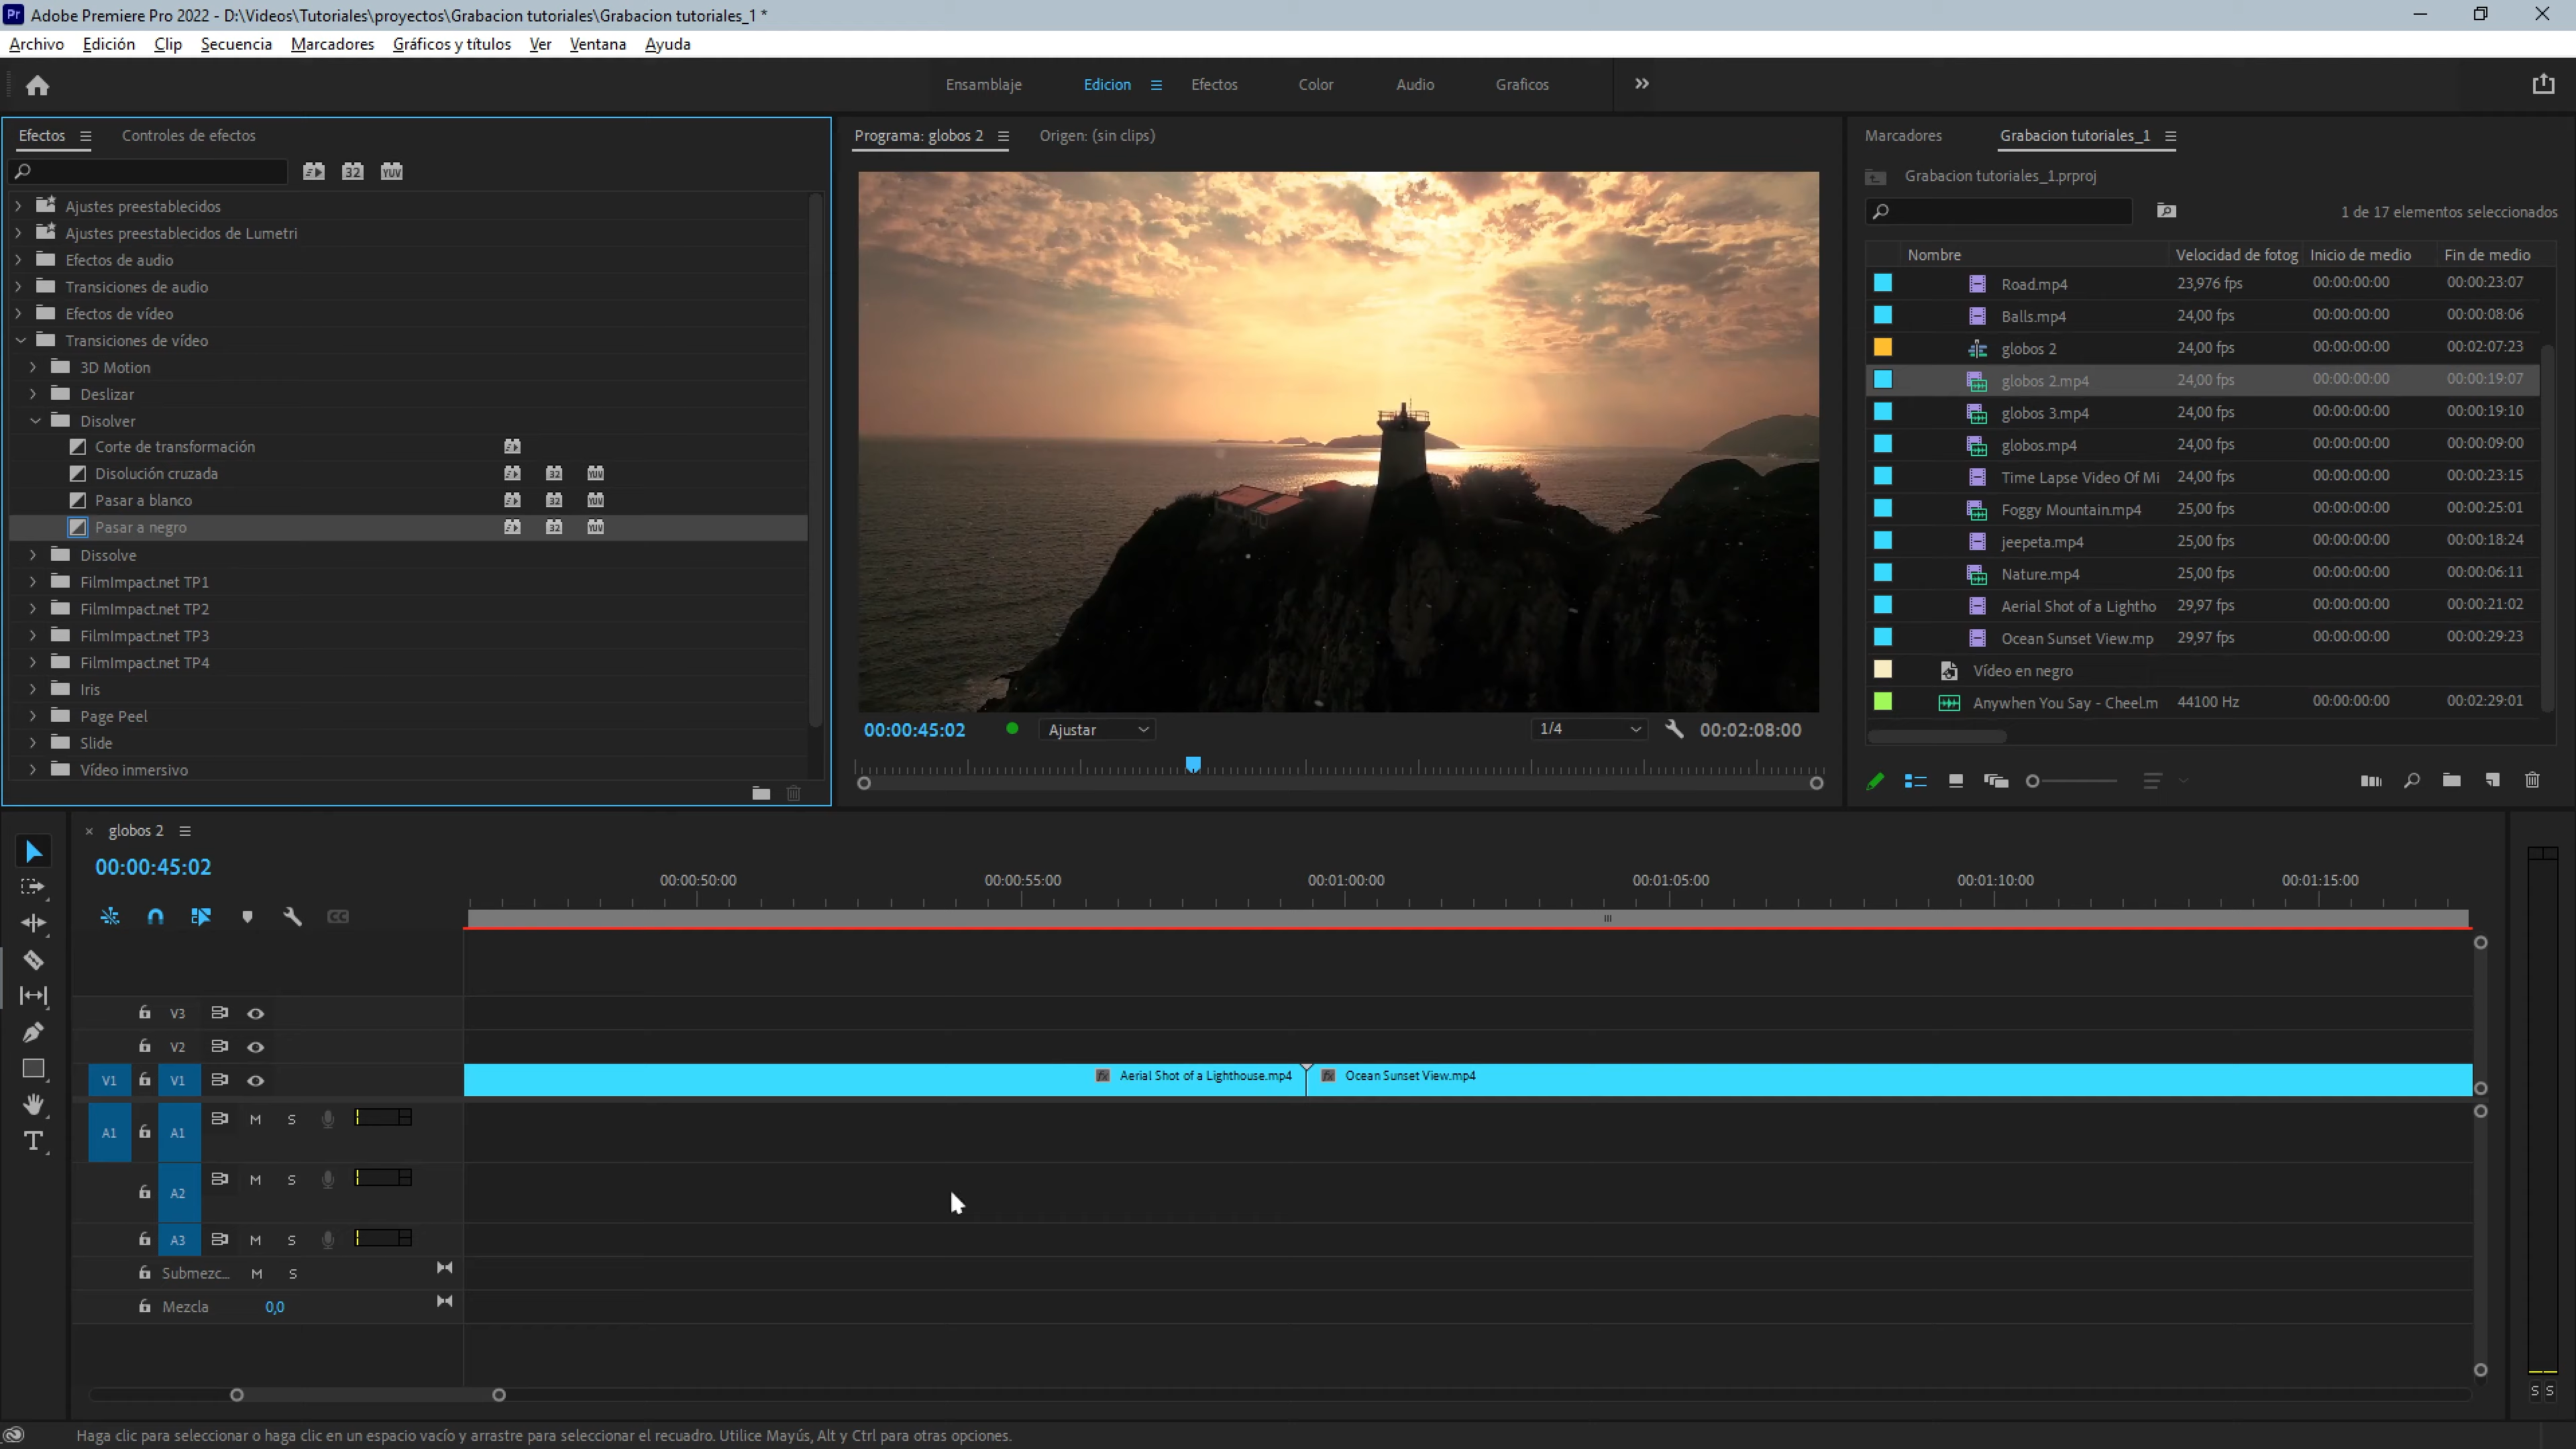 Adobe Premiere Pro 2022 - D:\Videos\Tutoriales\proyectos\Grabacion tutoriales\Grabacion tutoriales_1 *
Archivo Edición Clip Secuencia Marcadores Gráficos y títulos Ver Ventana Ayuda
Ensamblaje Edicion Efectos Color Audio Graficos
Efectos Controles de efectos
32 YUV
Ajustes preestablecidos
Ajustes preestablecidos de Lumetri
Efectos de audio
Transiciones de audio
Efectos de vídeo
Transiciones de vídeo
3D Motion
Deslizar
Disolver
Corte de transformación
Disolución cruzada 32 YUV
Pasar a blanco 32 YUV
Pasar a negro 32 YUV
Dissolve
FilmImpact.net TP1
FilmImpact.net TP2
FilmImpact.net TP3
FilmImpact.net TP4
Iris
Page Peel
Slide
Vídeo inmersivo
Programa: globos 2 Origen: (sin clips)
00:00:45:02 Ajustar 1/4 00:02:08:00
Marcadores Grabacion tutoriales_1
Grabacion tutoriales_1.prproj
1 de 17 elementos seleccionados
Nombre Velocidad de fotog Inicio de medio Fin de medio
Road.mp4 23,976 fps 00:00:00:00 00:00:23:07
Balls.mp4 24,00 fps 00:00:00:00 00:00:08:06
globos 2 24,00 fps 00:00:00:00 00:02:07:23
globos 2.mp4 24,00 fps 00:00:00:00 00:00:19:07
globos 3.mp4 24,00 fps 00:00:00:00 00:00:19:10
globos.mp4 24,00 fps 00:00:00:00 00:00:09:00
Time Lapse Video Of Mi 24,00 fps 00:00:00:00 00:00:23:15
Foggy Mountain.mp4 25,00 fps 00:00:00:00 00:00:25:01
jeepeta.mp4 25,00 fps 00:00:00:00 00:00:18:24
Nature.mp4 25,00 fps 00:00:00:00 00:00:06:11
Aerial Shot of a Lightho 29,97 fps 00:00:00:00 00:00:21:02
Ocean Sunset View.mp 29,97 fps 00:00:00:00 00:00:29:23
Vídeo en negro
Anywhen You Say - Cheel.m 44100 Hz 00:00:00:00 00:02:29:01
globos 2
00:00:45:02
00:00:50:00 00:00:55:00 00:01:00:00 00:01:05:00 00:01:10:00 00:01:15:00
CC
V3
V2
V1 V1 fx Aerial Shot of a Lighthouse.mp4 fx Ocean Sunset View.mp4
A1 A1 M S
A2 M S
A3 M S
Submezc... M S
Mezcla 0,0
S S
Haga clic para seleccionar o haga clic en un espacio vacío y arrastre para seleccionar el recuadro. Utilice Mayús, Alt y Ctrl para otras opciones.